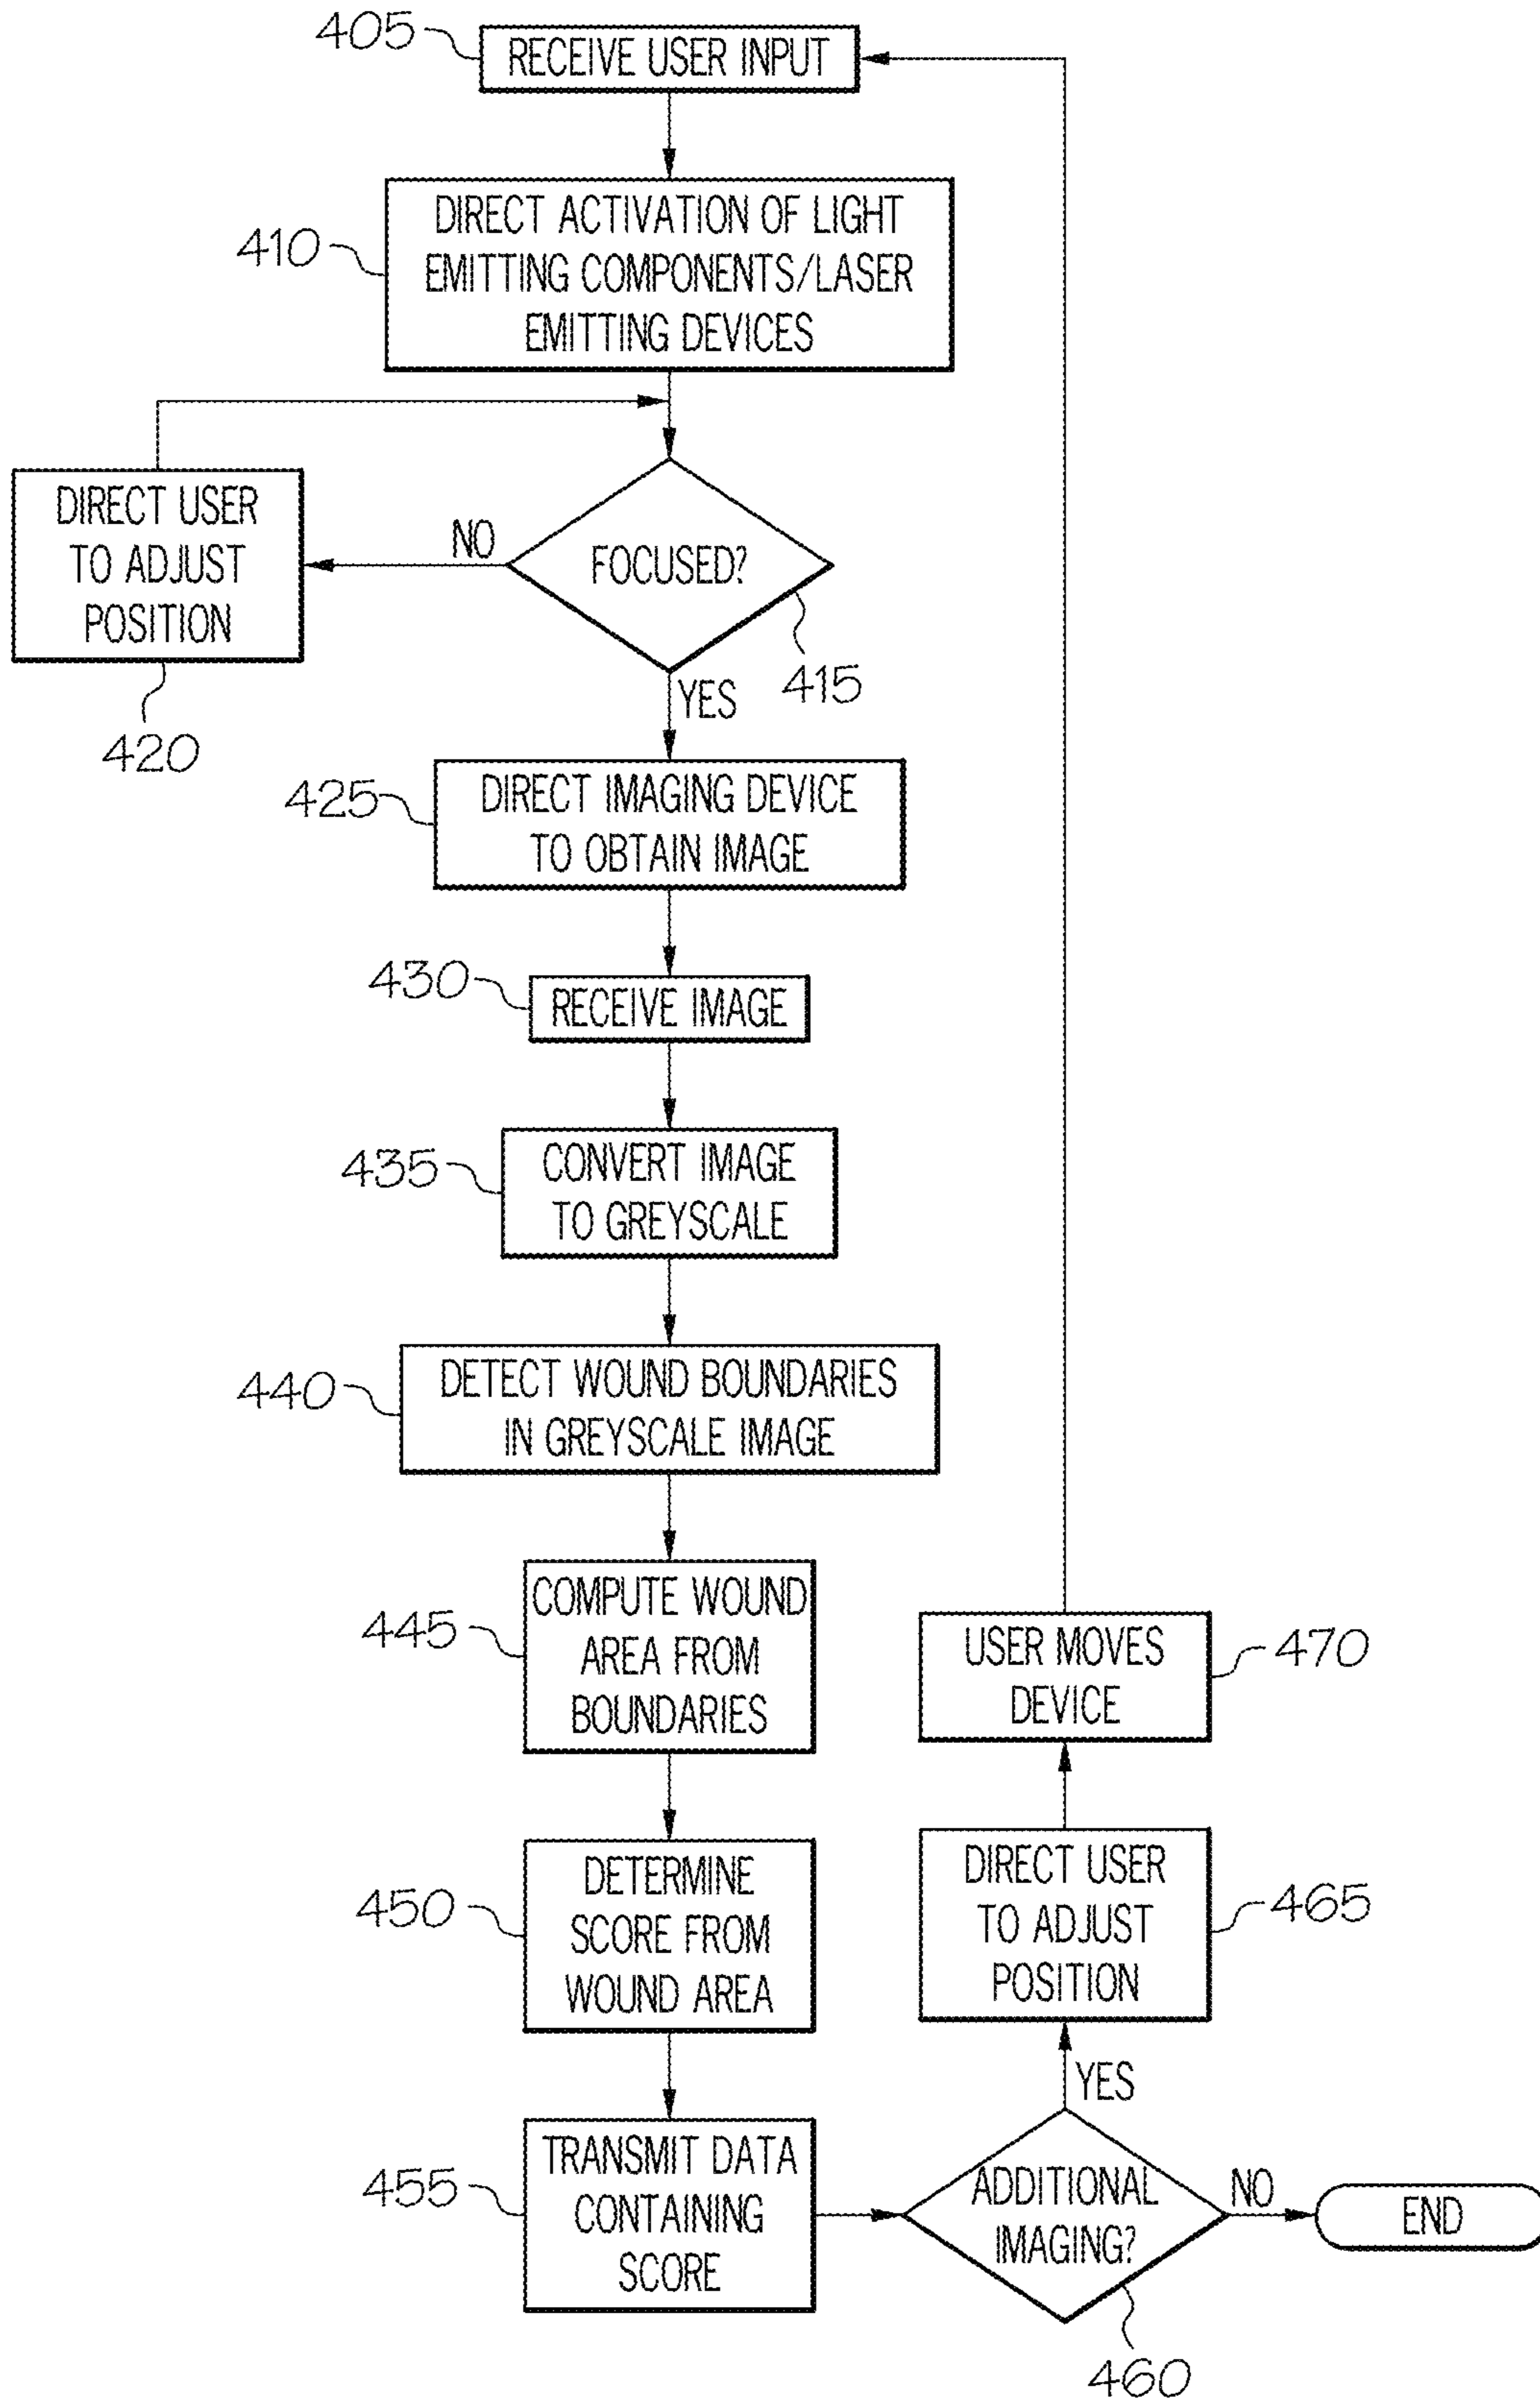 405
RECEIVE USER INPUT
410
DIRECT ACTIVATION OF LIGHT
EMITTING COMPONENTS/LASER
EMITTING DEVICES
DIRECT USER
TO ADJUST
POSITION
420
NO
FOCUSED?
415
YES
425
DIRECT IMAGING DEVICE
TO OBTAIN IMAGE
430
RECEIVE IMAGE
435
CONVERT IMAGE
TO GREYSCALE
440
DETECT WOUND BOUNDARIES
IN GREYSCALE IMAGE
445
COMPUTE WOUND
AREA FROM
BOUNDARIES
450
DETERMINE
SCORE FROM
WOUND AREA
455
TRANSMIT DATA
CONTAINING
SCORE
ADDITIONAL
IMAGING?
460
NO
END
YES
DIRECT USER
TO ADJUST
POSITION
465
USER MOVES
DEVICE
470